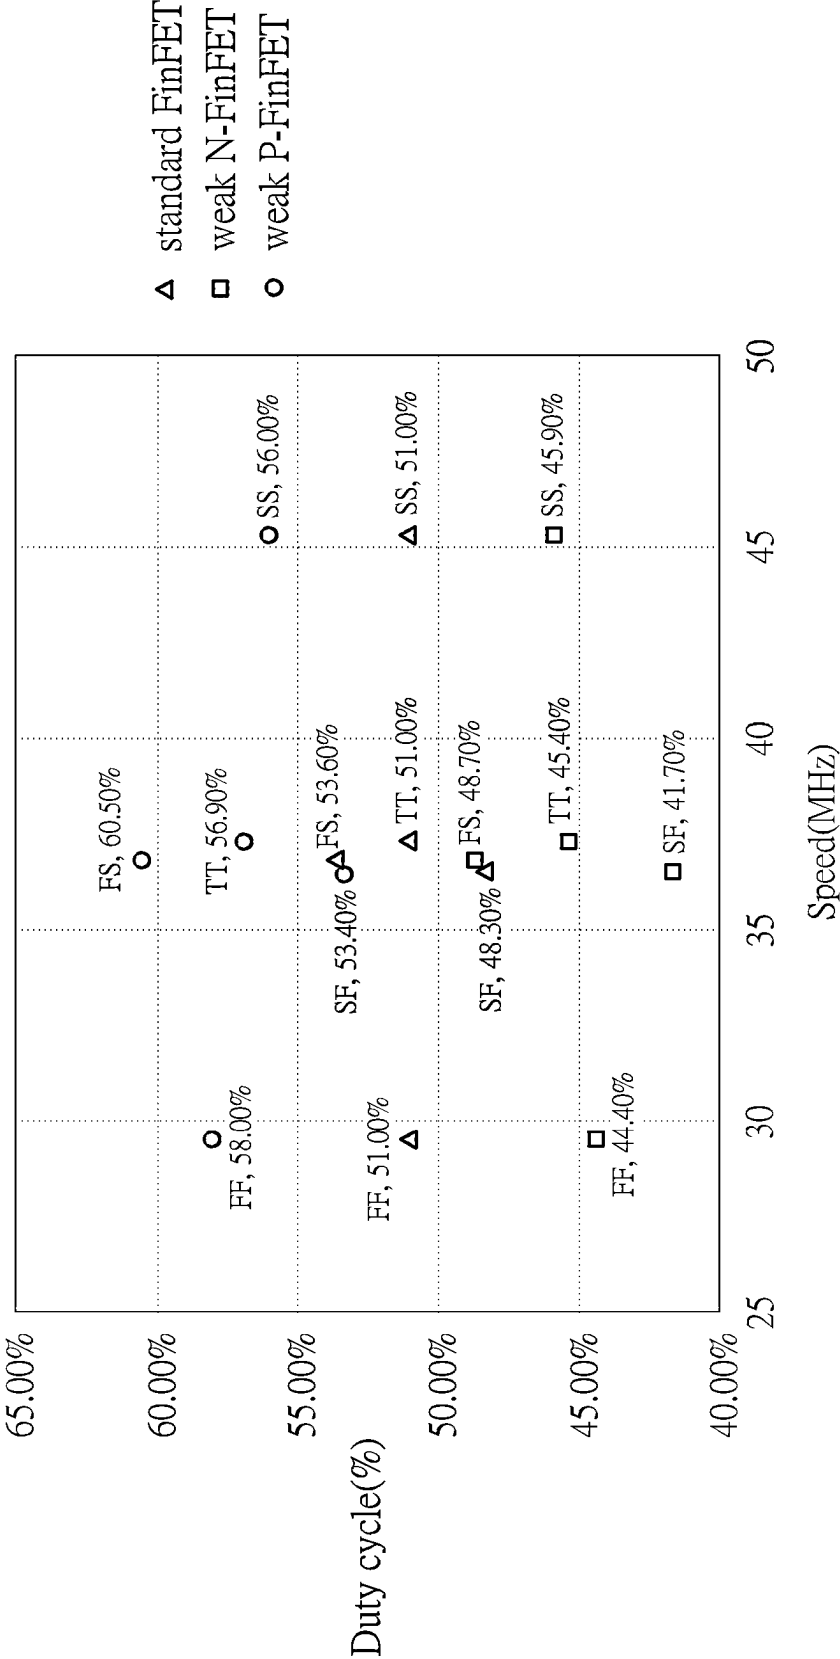 65.00%
60.00%
55.00%
50.00%
45.00%
40.00%
Duty cycle(%)
25
30
35
40
45
50
Speed(MHz)
FS, 60.50%
TT, 56.90%
SS, 56.00%
FF, 58.00%
FS, 53.60%
SF, 53.40%
FF, 51.00%
TT, 51.00%
SS, 51.00%
FS, 48.70%
SF, 48.30%
TT, 45.40%
SS, 45.90%
FF, 44.40%
SF, 41.70%
standard FinFET
weak N-FinFET
weak P-FinFET